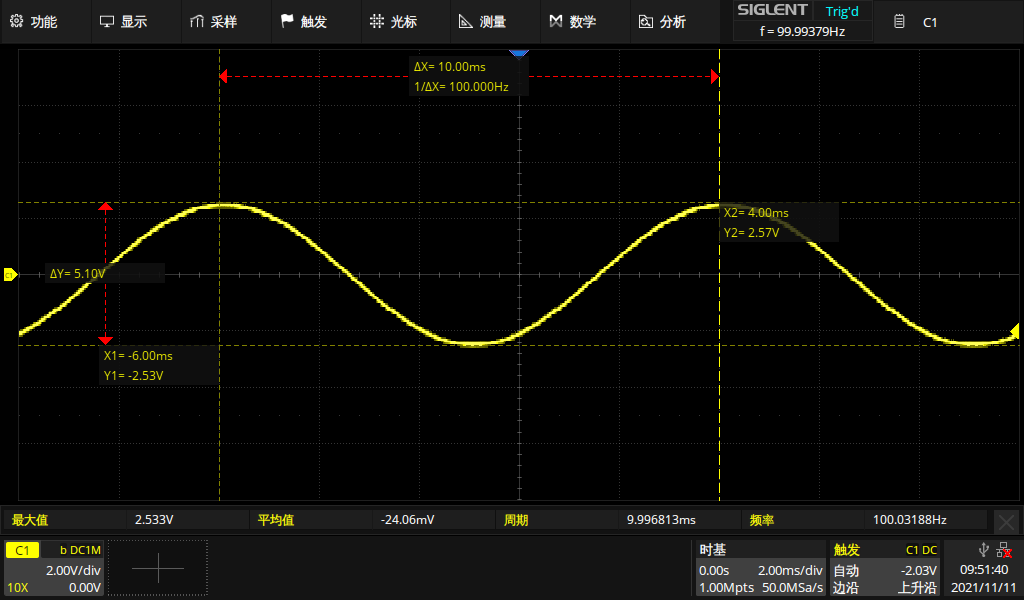 功能 显示 采样 触发 光标 测量 数学 分析 SIGLENT Trig'd C1
f = 99.99379Hz
ΔX= 10.00ms
1/ΔX= 100.000Hz
X2= 4.00ms
Y2= 2.57V
C1
ΔY= 5.10V
X1= -6.00ms
Y1= -2.53V
最大值 2.533V 平均值 -24.06mV 周期 9.996813ms 频率 100.03188Hz
C1 b DC1M 时基 触发 C1 DC
2.00V/div 0.00s 2.00ms/div 自动 -2.03V 09:51:40
10X 0.00V 1.00Mpts 50.0MSa/s 边沿 上升沿 2021/11/11